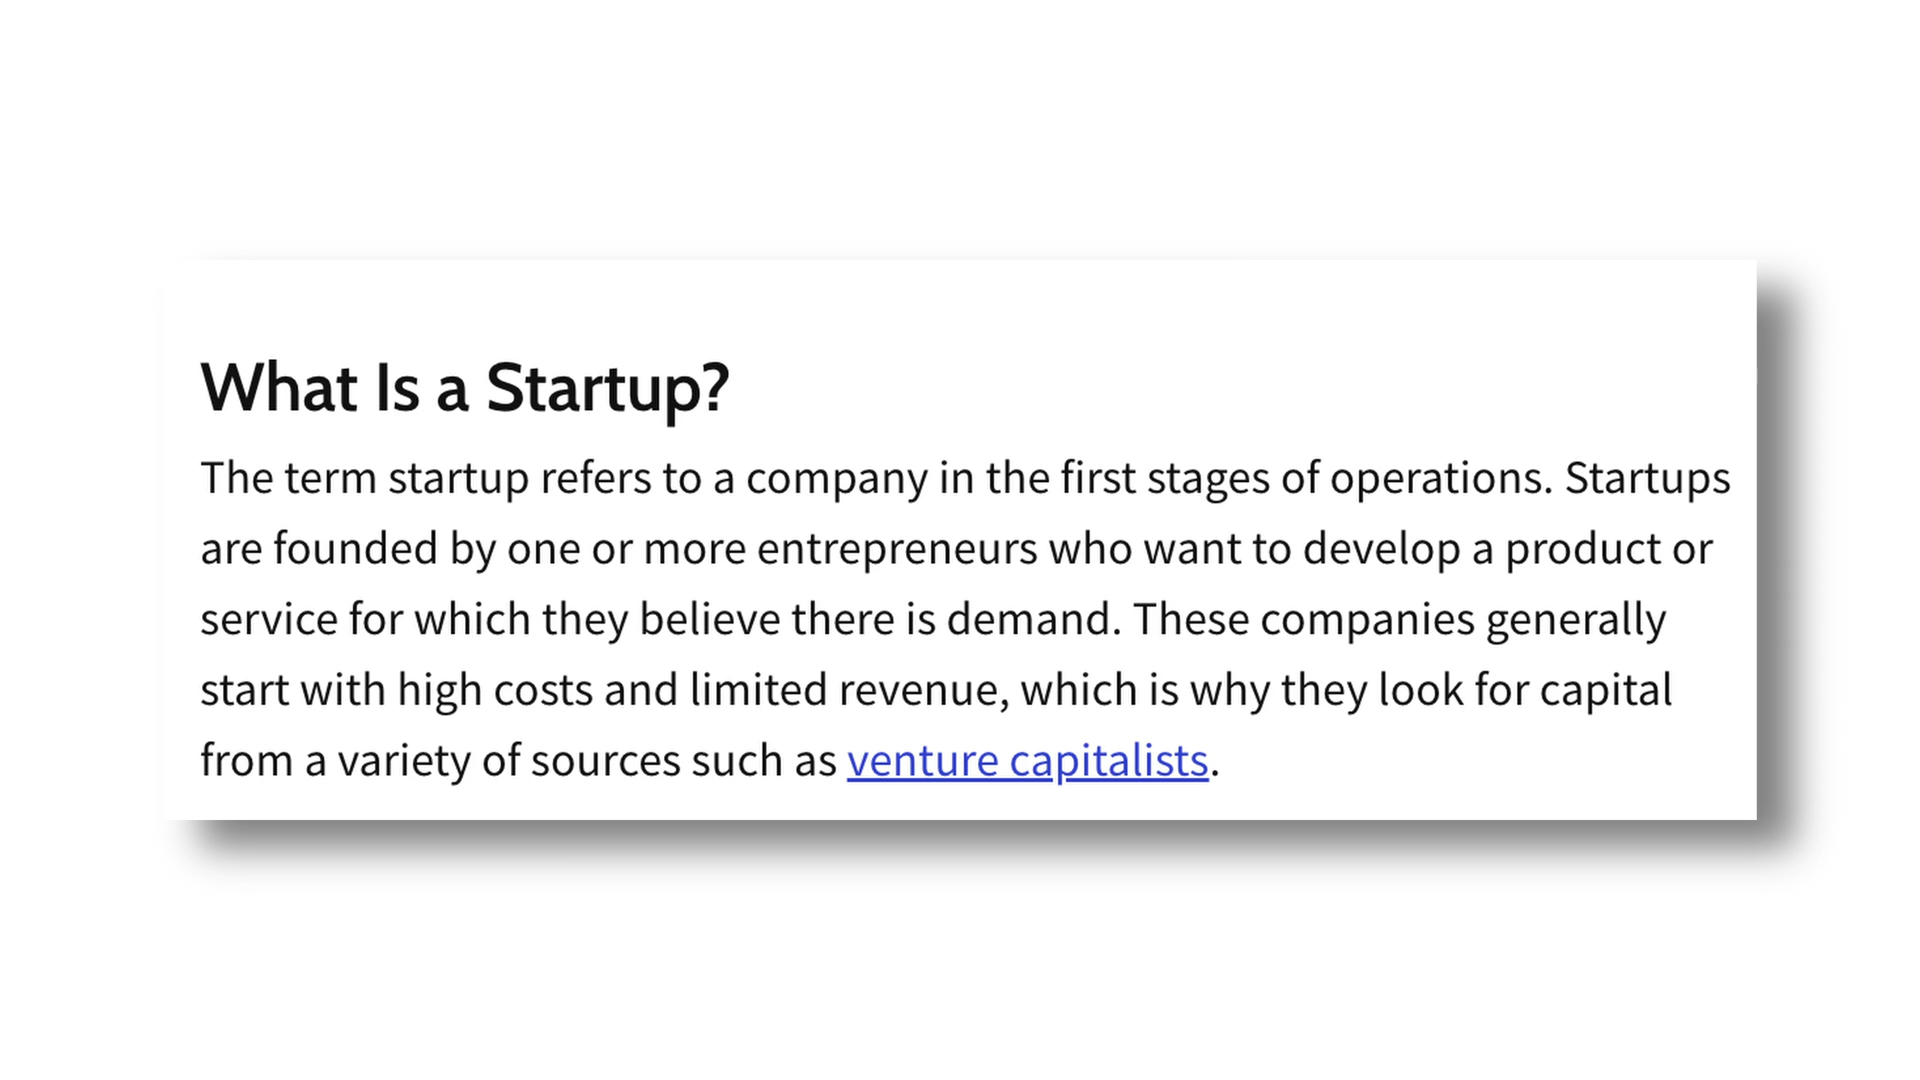 What Is a Startup?
The term startup refers to a company in the first stages of operations. Startups
are founded by one or more entrepreneurs who want to develop a product or
service for which they believe there is demand. These companies generally
start with high costs and limited revenue, which is why they look for capital
from a variety of sources such as venture capitalists.